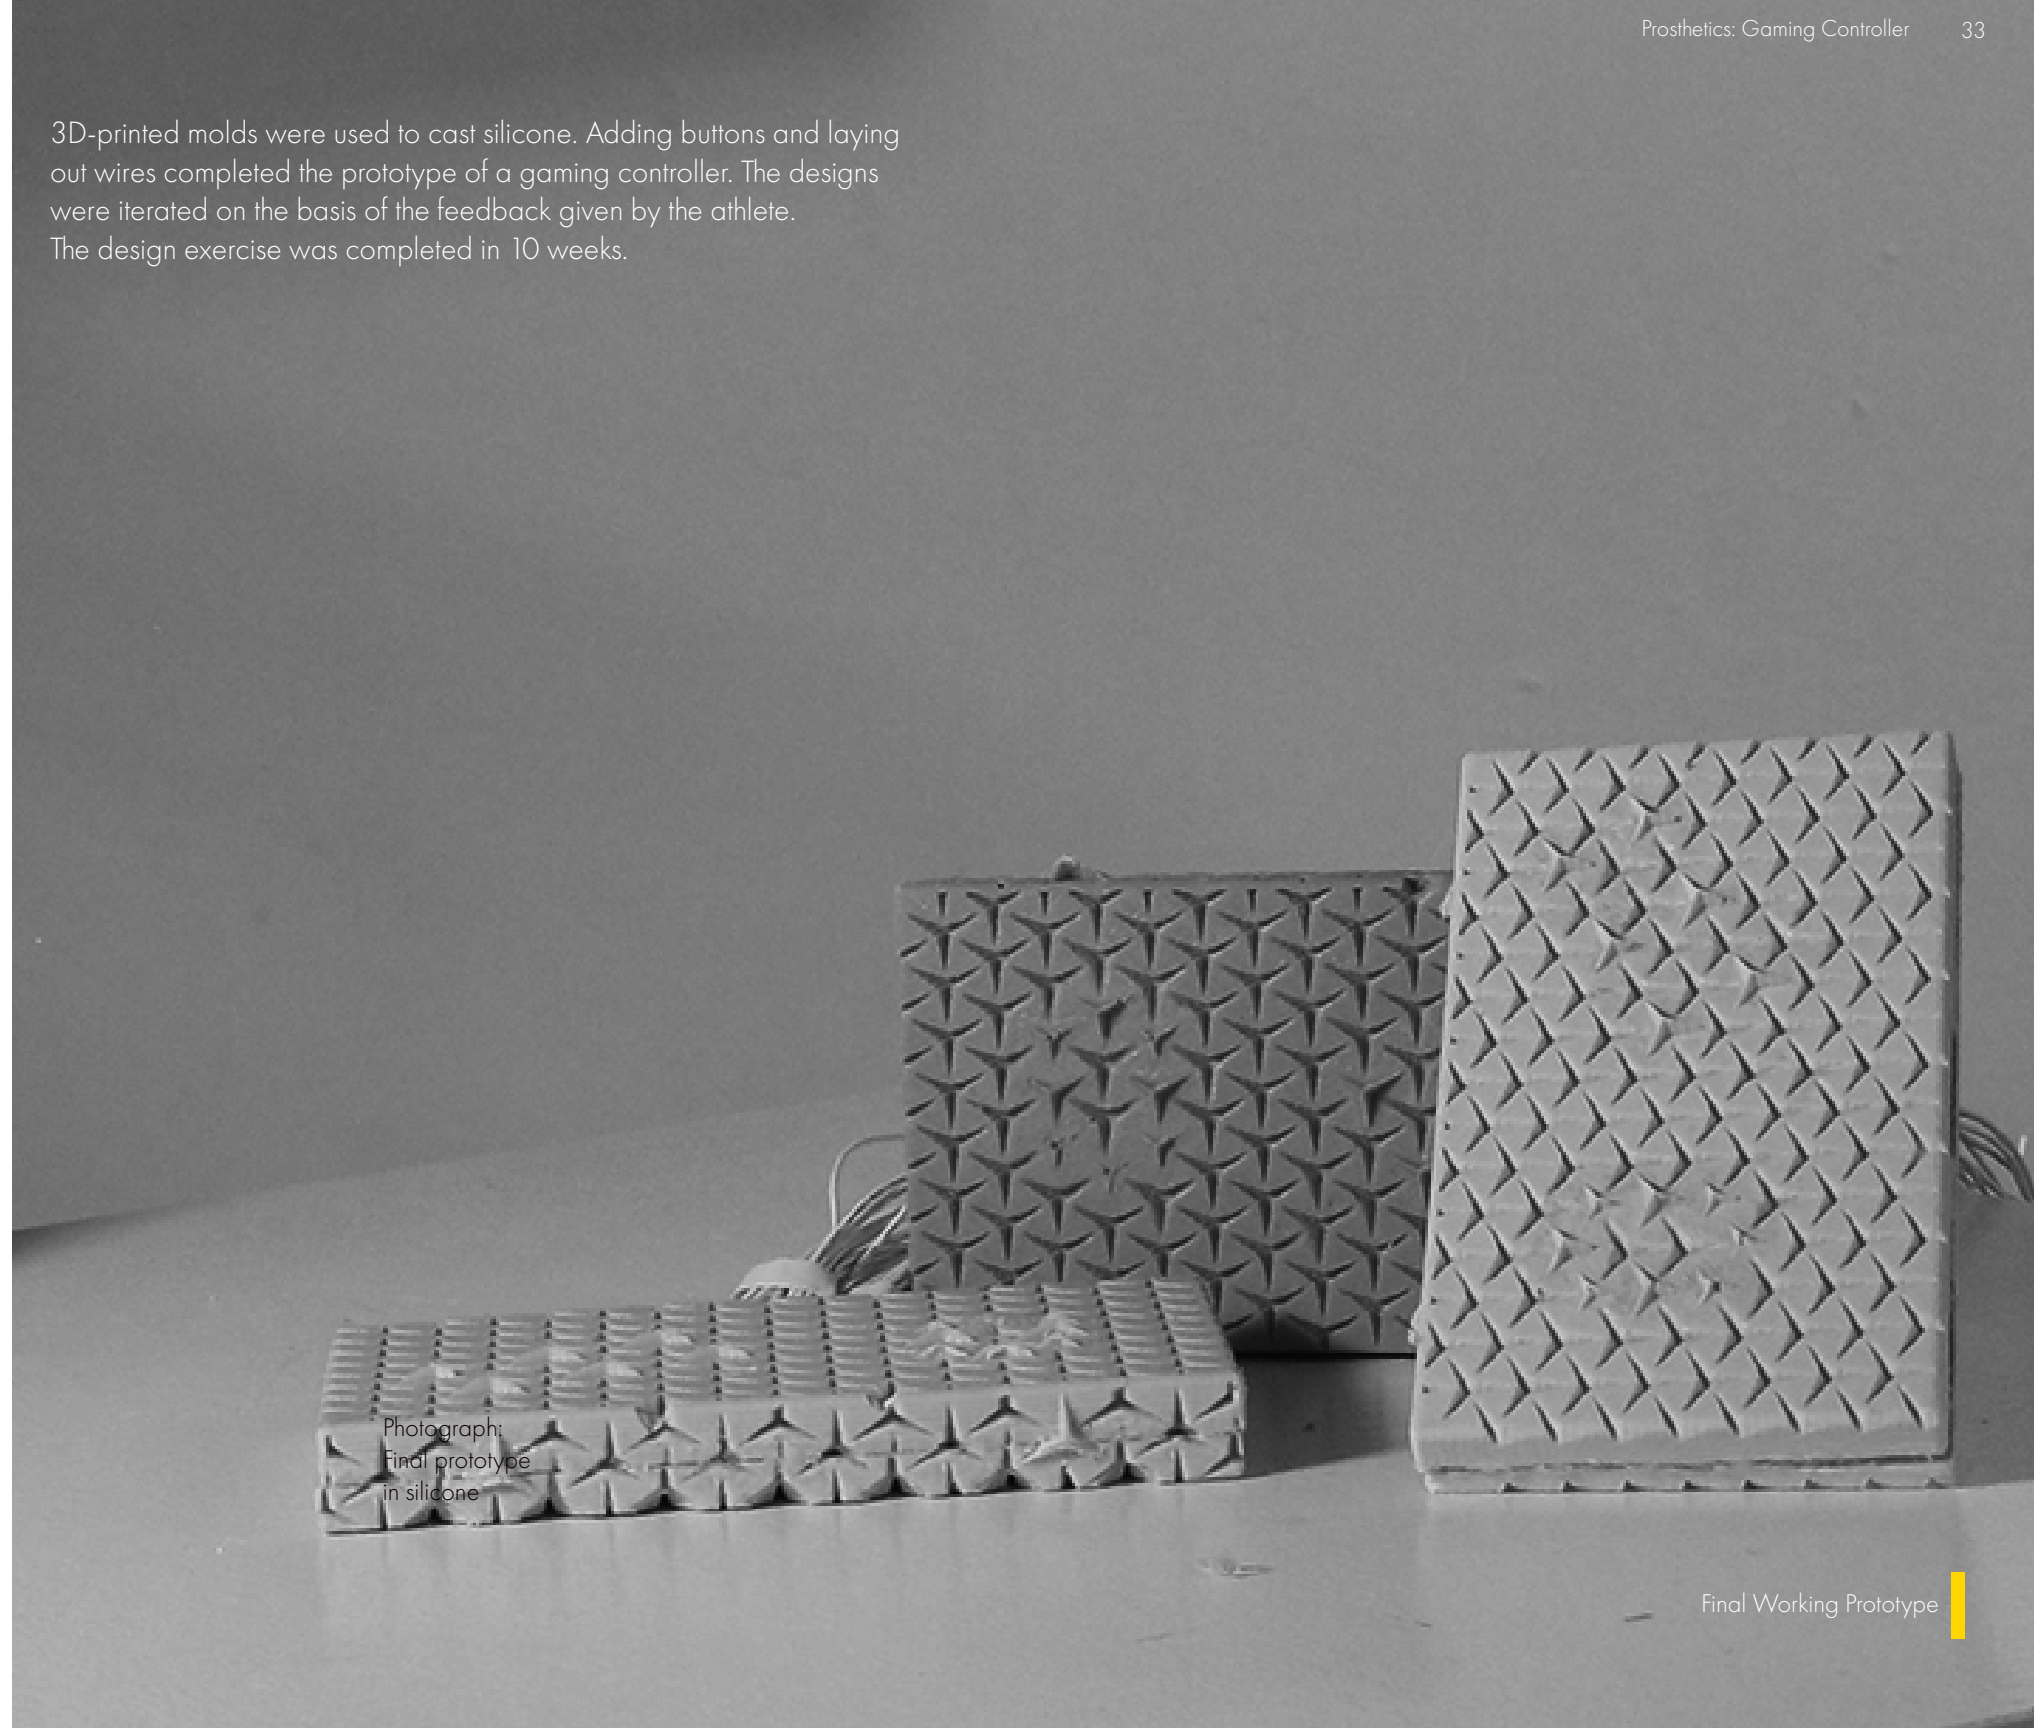 Prosthetics: Gaming Controller 33
3D-printed molds were used to cast silicone. Adding buttons and laying
out wires completed the prototype of a gaming controller. The designs
were iterated on the basis of the feedback given by the athlete.
The design exercise was completed in 10 weeks.
Photograph:
Final prototype
in silicone
Final Working Prototype